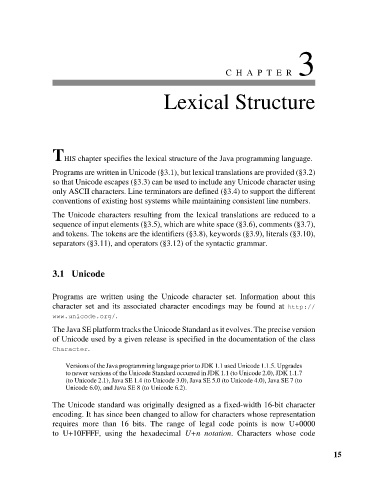 CHAPTER 3
Lexical Structure
THIS chapter specifies the lexical structure of the Java programming language.
Programs are written in Unicode (§3.1), but lexical translations are provided (§3.2)
so that Unicode escapes (§3.3) can be used to include any Unicode character using
only ASCII characters. Line terminators are defined (§3.4) to support the different
conventions of existing host systems while maintaining consistent line numbers.
The Unicode characters resulting from the lexical translations are reduced to a
sequence of input elements (§3.5), which are white space (§3.6), comments (§3.7),
and tokens. The tokens are the identifiers (§3.8), keywords (§3.9), literals (§3.10),
separators (§3.11), and operators (§3.12) of the syntactic grammar.
3.1 Unicode
Programs are written using the Unicode character set. Information about this
character set and its associated character encodings may be found at http://
www.unicode.org/.
The Java SE platform tracks the Unicode Standard as it evolves. The precise version
of Unicode used by a given release is specified in the documentation of the class
Character.
Versions of the Java programming language prior to JDK 1.1 used Unicode 1.1.5. Upgrades
to newer versions of the Unicode Standard occurred in JDK 1.1 (to Unicode 2.0), JDK 1.1.7
(to Unicode 2.1), Java SE 1.4 (to Unicode 3.0), Java SE 5.0 (to Unicode 4.0), Java SE 7 (to
Unicode 6.0), and Java SE 8 (to Unicode 6.2).
The Unicode standard was originally designed as a fixed-width 16-bit character
encoding. It has since been changed to allow for characters whose representation
requires more than 16 bits. The range of legal code points is now U+0000
to U+10FFFF, using the hexadecimal U+n notation. Characters whose code
15